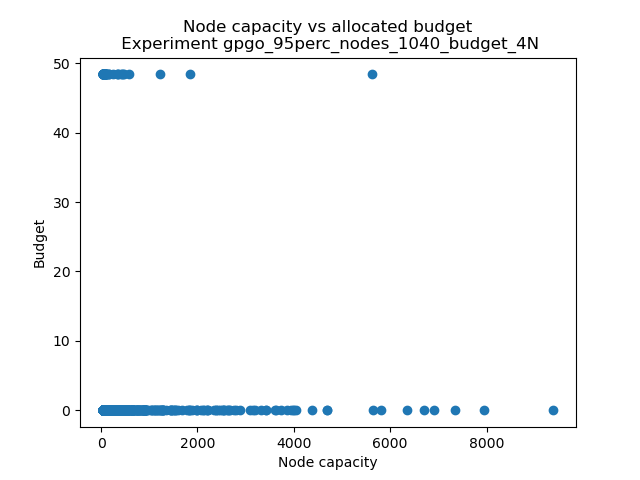 Node capacity vs allocated budget
Experiment gpgo_95perc_nodes_1040_budget_4N
50
40
30
20
10
0
Budget
0 2000 4000 6000 8000
Node capacity